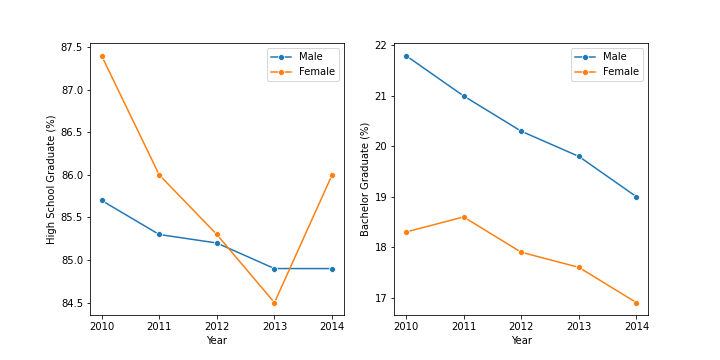 87.5
87.0
86.5
86.0
85.5
85.0
84.5
High School Graduate (%)
2010 2011 2012 2013 2014
Year
Male
Female
22
21
20
19
18
17
Bachelor Graduate (%)
2010 2011 2012 2013 2014
Year
Male
Female